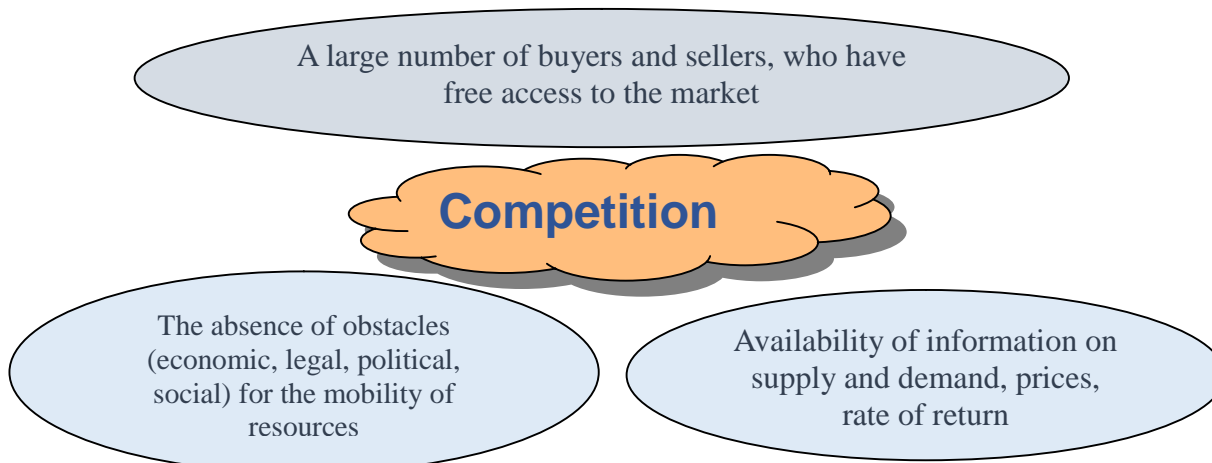 A large number of buyers and sellers, who have
free access to the market
Competition
The absence of obstacles
(economic, legal, political,
social) for the mobility of
resources
Availability of information on
supply and demand, prices,
rate of return